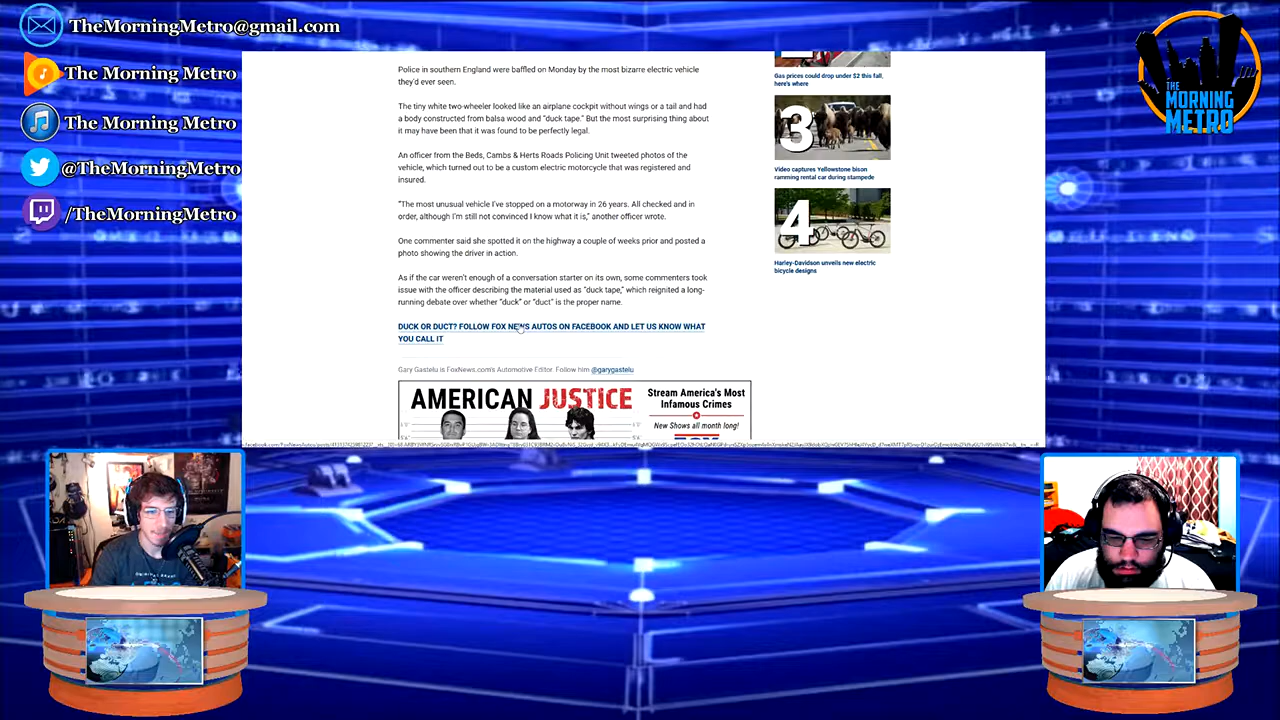 TheMorningMetro@gmail.com
The Morning Metro
The Morning Metro
@TheMorningMetro
/TheMorningMetro
THE
MORNING
METRO
Police in southern England were baffled on Monday by the most bizarre electric vehicle
they'd ever seen.
The tiny white two-wheeler looked like an airplane cockpit without wings or a tail and had
a body constructed from balsa wood and "duck tape." But the most surprising thing about
it may have been that it was found to be perfectly legal.
An officer from the Beds, Cambs & Herts Roads Policing Unit tweeted photos of the
vehicle, which turned out to be a custom electric motorcycle that was registered and
insured.
"The most unusual vehicle I've stopped on a motorway in 26 years. All checked and in
order, although I'm still not convinced I know what it is," another officer wrote.
One commenter said she spotted it on the highway a couple of weeks prior and posted a
photo showing the driver in action.
As if the car weren't enough of a conversation starter on its own, some commenters took
issue with the officer describing the material used as "duck tape," which reignited a long-
running debate over whether "duck" or "duct" is the proper name.
DUCK OR DUCT? FOLLOW FOX NEWS AUTOS ON FACEBOOK AND LET US KNOW WHAT
YOU CALL IT
Gary Gastelu is FoxNews.com's Automotive Editor. Follow him @garygastelu
AMERICAN JUSTICE
Stream America's Most
Infamous Crimes
New Shows all month long!
Gas prices could drop under $2 this fall,
here's where
3
Video captures Yellowstone bison
ramming rental car during stampede
4
Harley-Davidson unveils new electric
bicycle designs